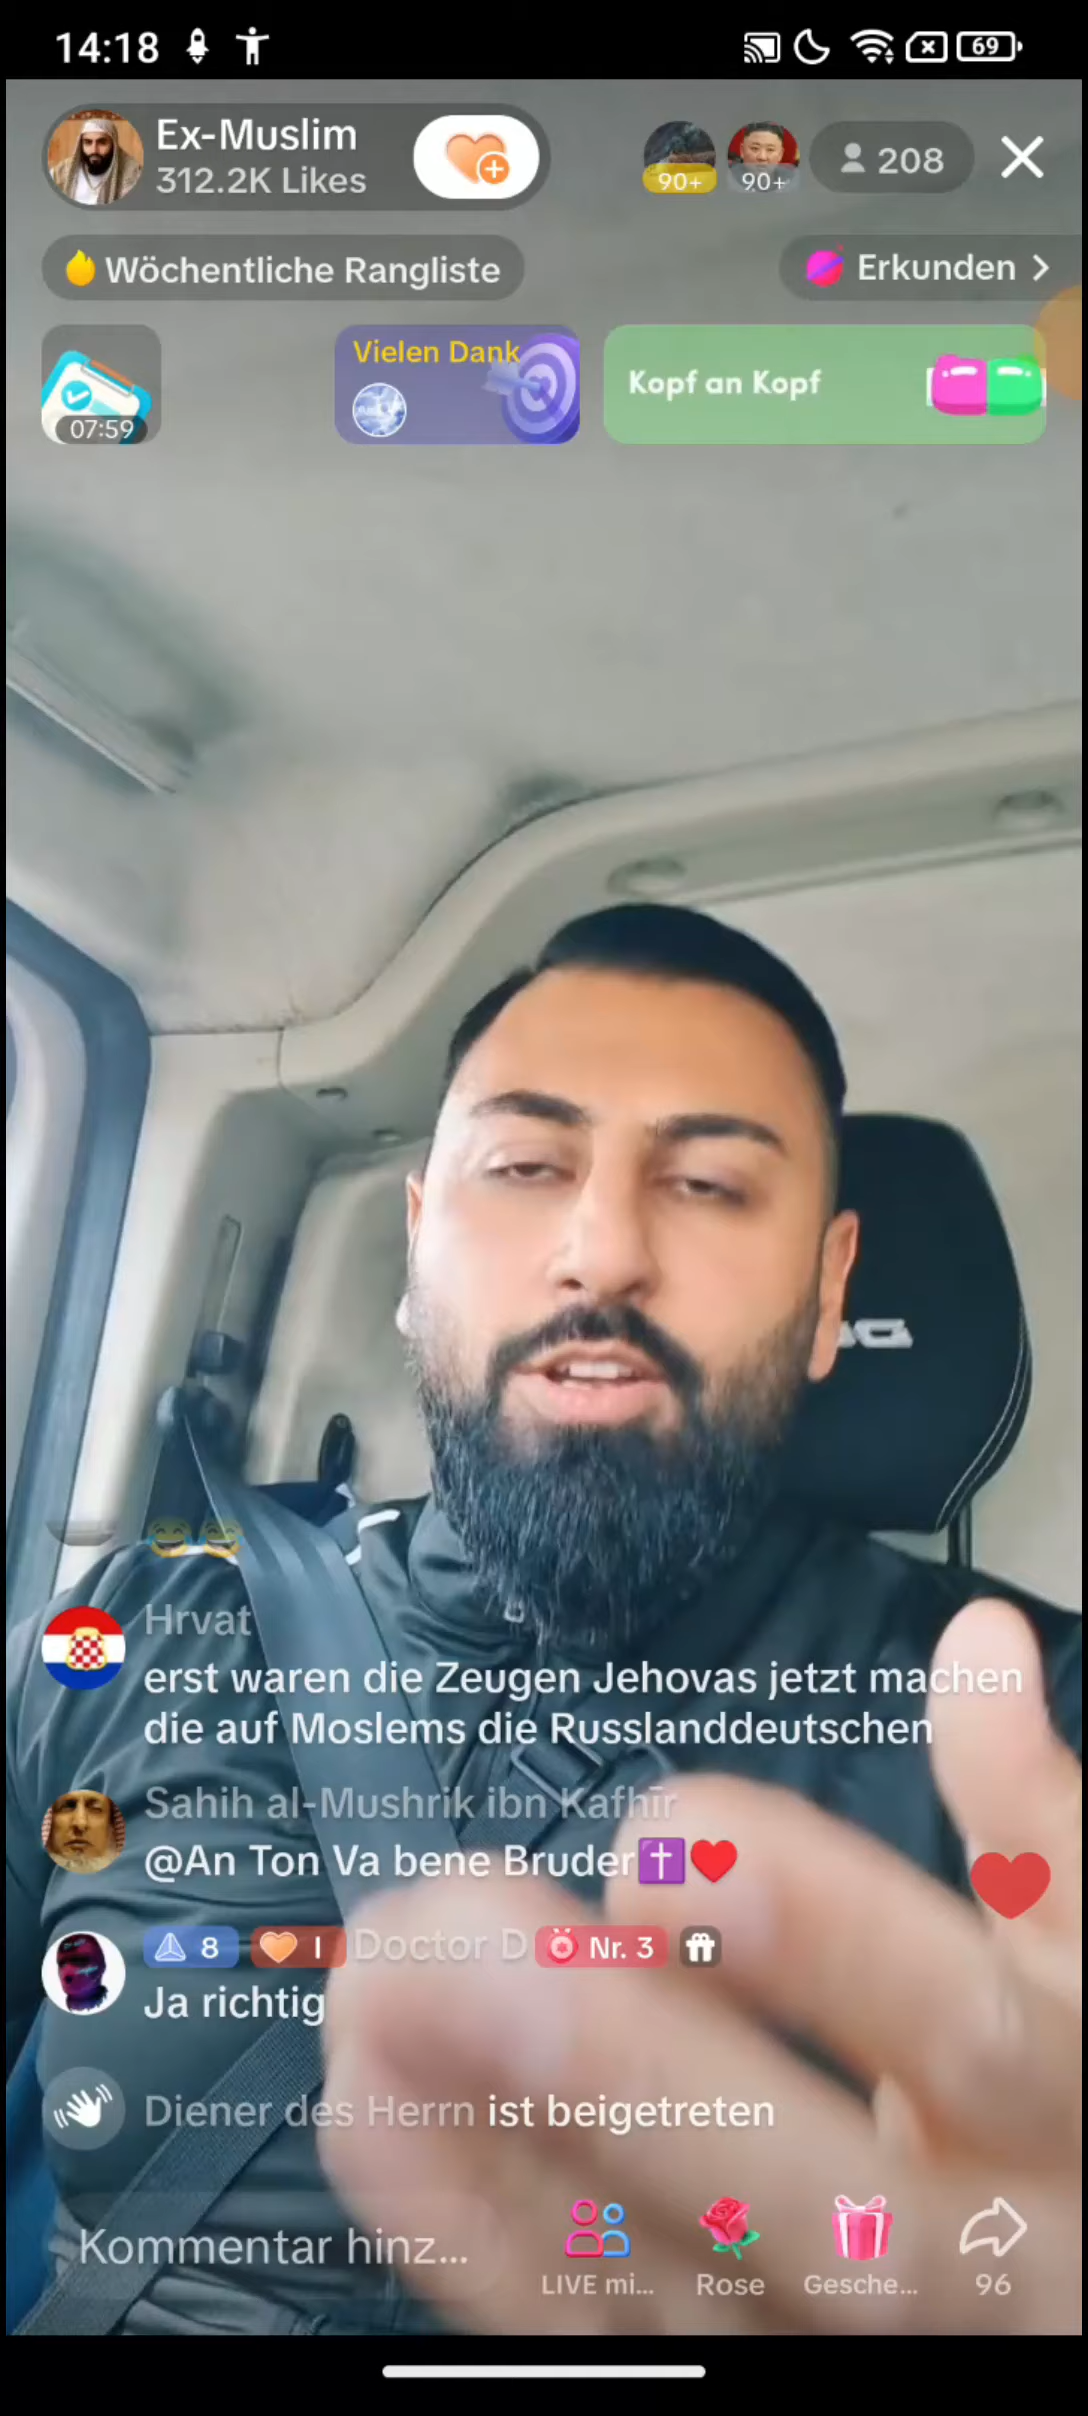 14:18
69
Ex-Muslim
312.2K Likes
90+
90+
208
Wöchentliche Rangliste
Erkunden
07:59
Vielen Dank
Kopf an Kopf
Hrvat
erst waren die Zeugen Jehovas jetzt machen
die auf Moslems die Russlanddeutschen
Sahih al-Mushrik ibn Kafhīr
@An Ton Va bene Bruder✝️❤️
8 I Doctor D Nr. 3
Ja richtig
Diener des Herrn ist beigetreten
Kommentar hinz...
LIVE mi...
Rose
Gesche...
96